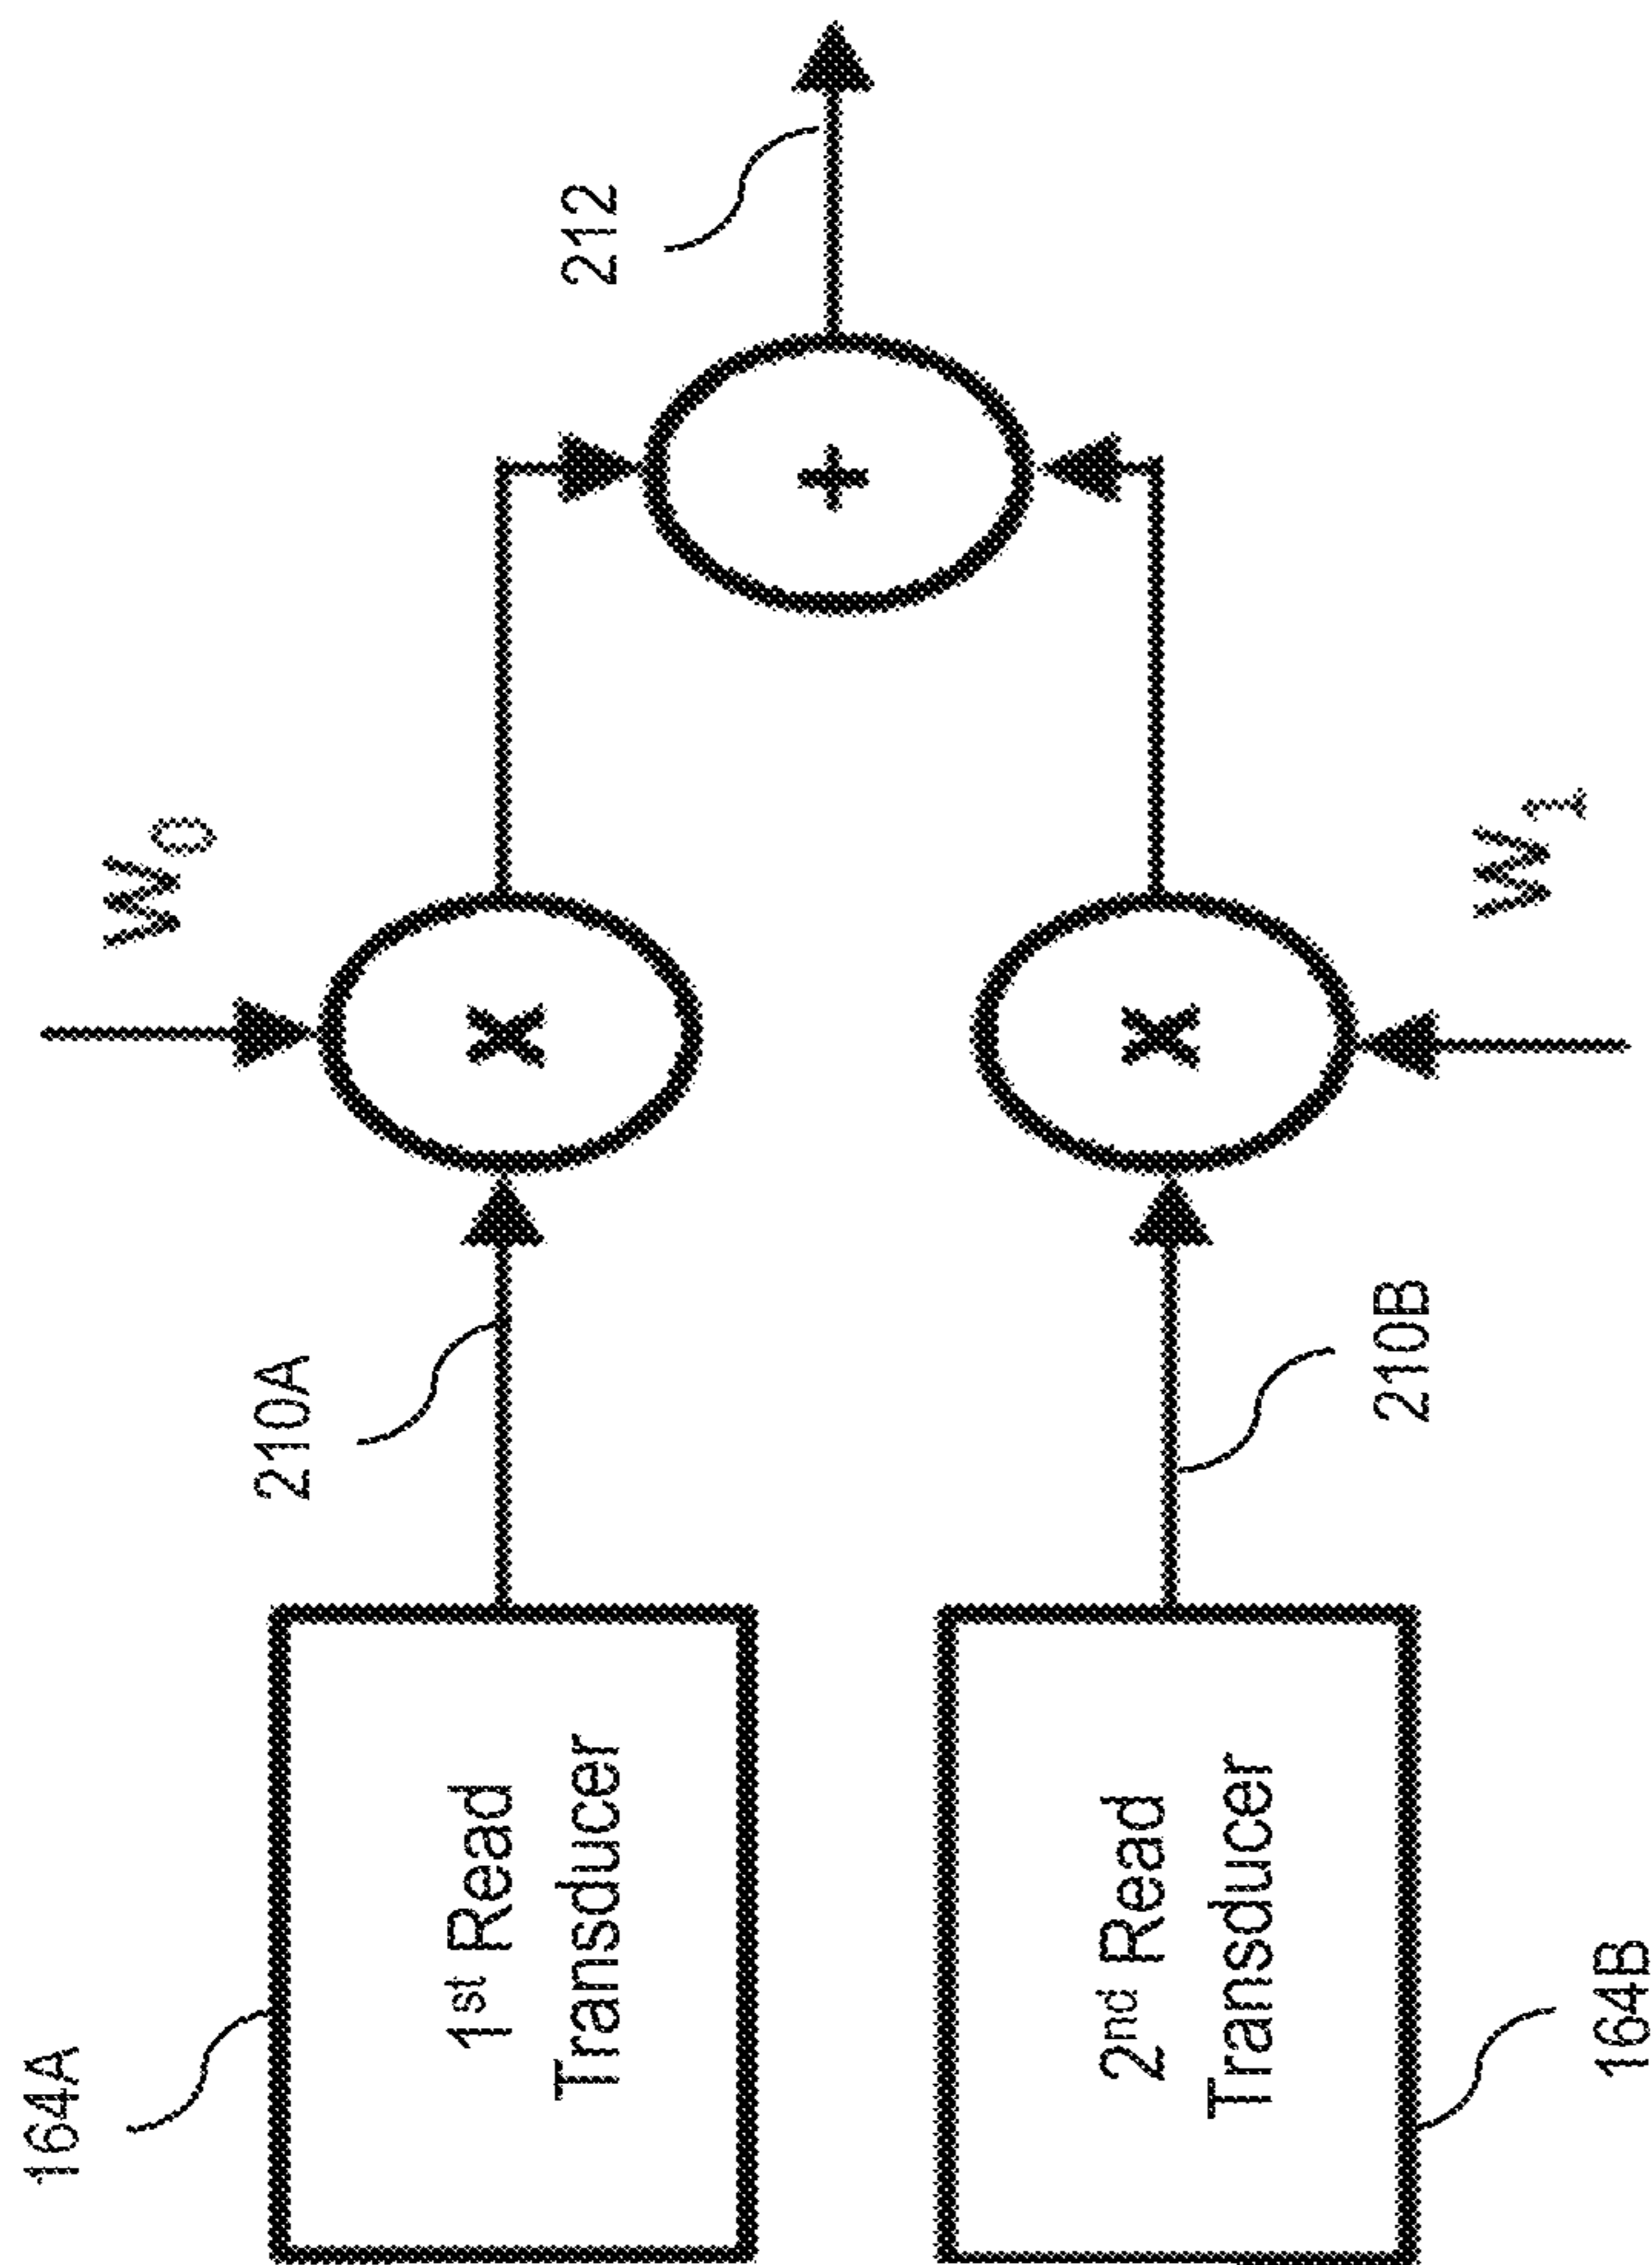 164A
1st Read
Transducer
210A
W0
x
+
212
2nd Read
Transducer
164B
210B
x
W1